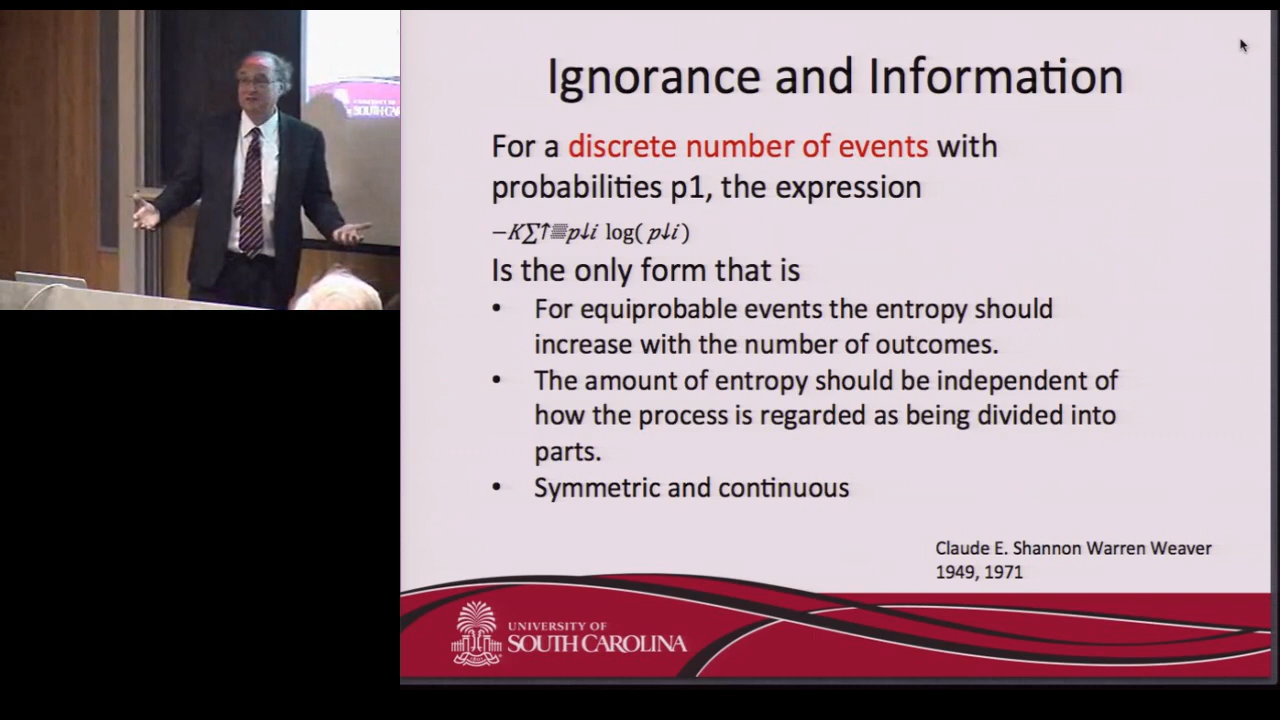 Ignorance and Information
For a discrete number of events with
probabilities p1, the expression
−K∑↑▒p↓i log( p↓i )
Is the only form that is
• For equiprobable events the entropy should
increase with the number of outcomes.
• The amount of entropy should be independent of
how the process is regarded as being divided into
parts.
• Symmetric and continuous
Claude E. Shannon Warren Weaver
1949, 1971
UNIVERSITY OF
SOUTH CAROLINA